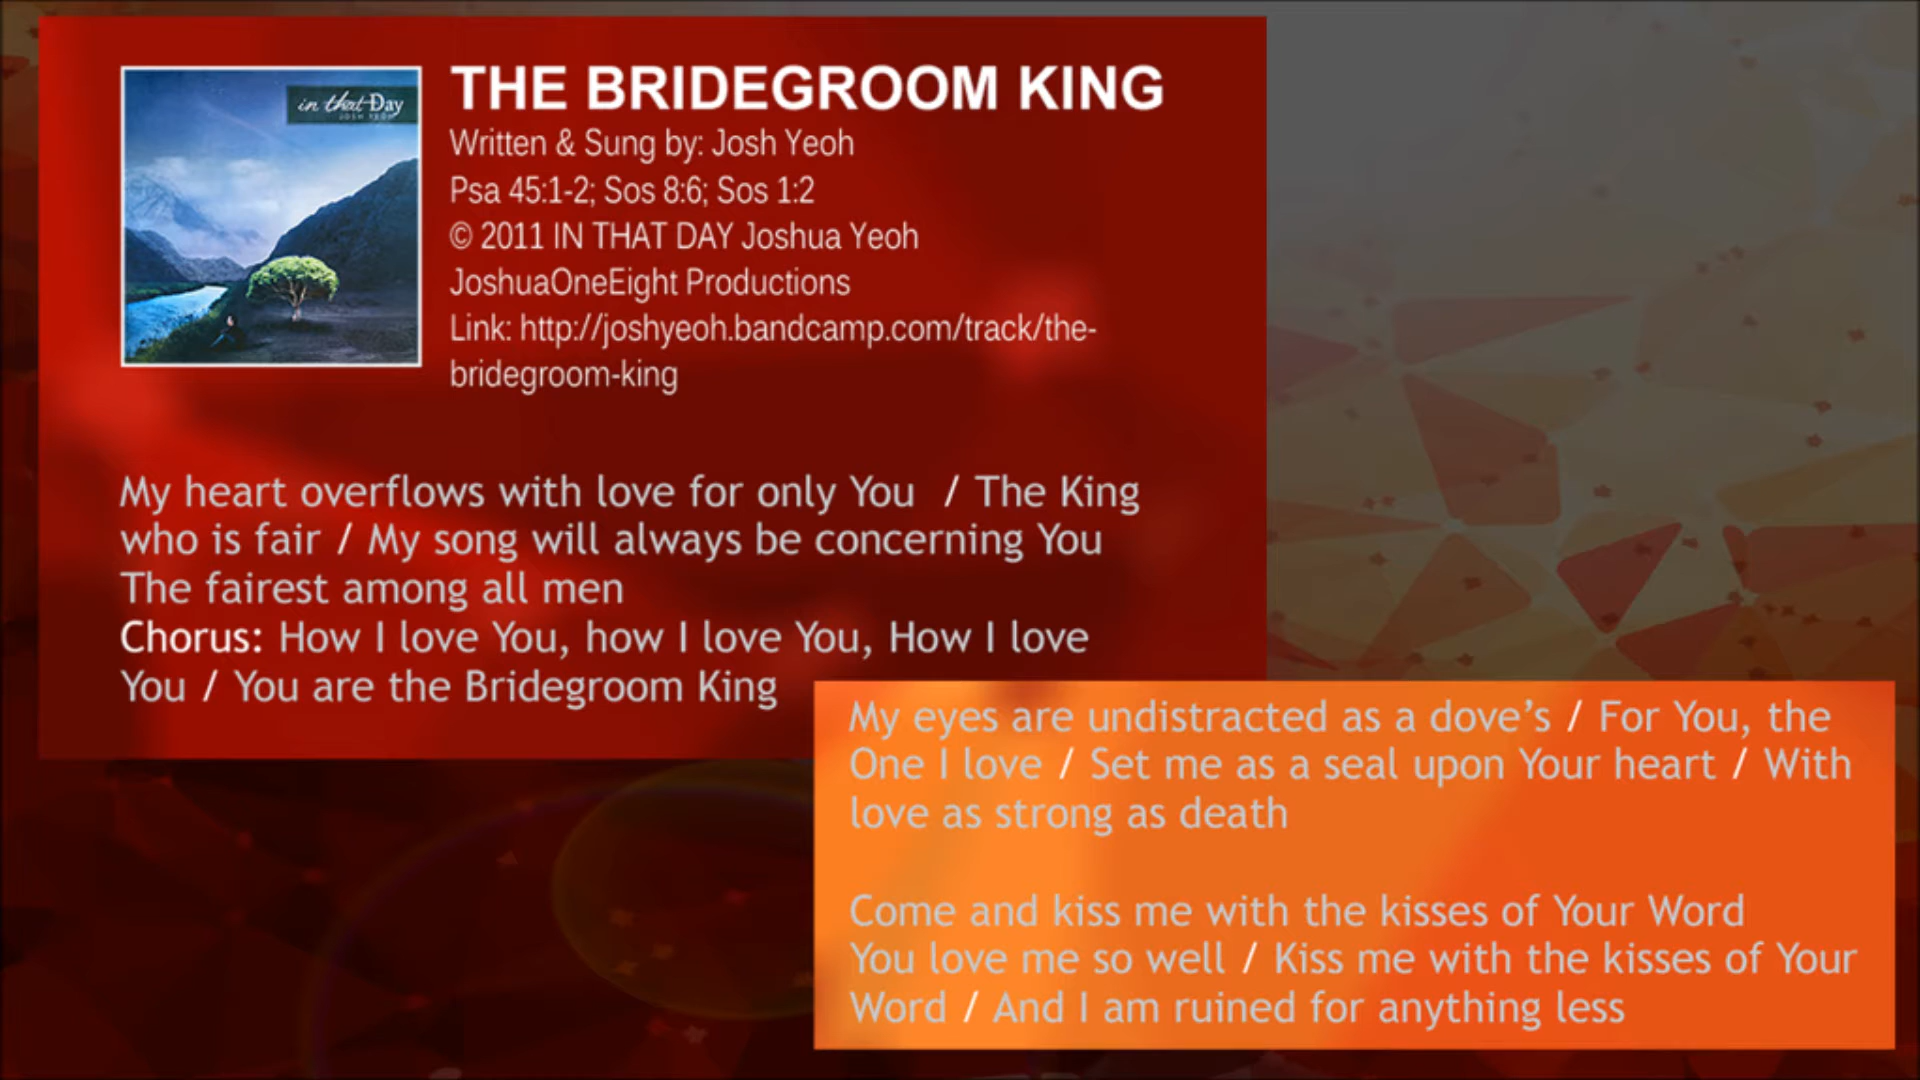 in that Day
JOSH YEOH
THE BRIDEGROOM KING
Written & Sung by: Josh Yeoh
Psa 45:1-2; Sos 8:6; Sos 1:2
© 2011 IN THAT DAY Joshua Yeoh
JoshuaOneEight Productions
Link: http://joshyeoh.bandcamp.com/track/the-
bridegroom-king
My heart overflows with love for only You / The King
who is fair / My song will always be concerning You
The fairest among all men
Chorus: How I love You, how I love You, How I love
You / You are the Bridegroom King
My eyes are undistracted as a dove’s / For You, the
One I love / Set me as a seal upon Your heart / With
love as strong as death
Come and kiss me with the kisses of Your Word
You love me so well / Kiss me with the kisses of Your
Word / And I am ruined for anything less